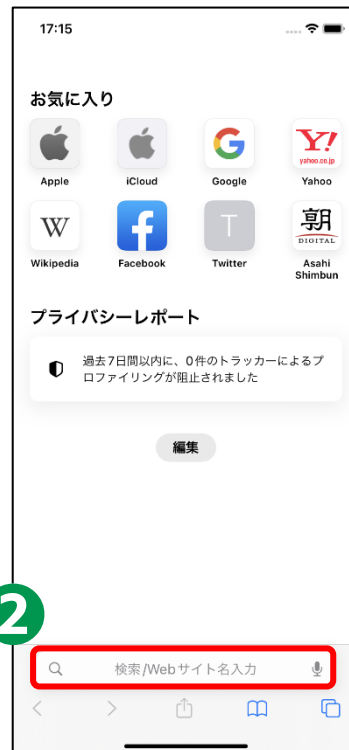 17:15
お気に入り
Y!
yahoo.co.jp
Apple
iCloud
Google
Yahoo
W
T
朝
DIGITAL
Wikipedia
Facebook
Twitter
Asahi
Shimbun
プライバシーレポート
過去7日間以内に、0件のトラッカーによるプ
ロファイリングが阻止されました
編集
2
検索/Webサイト名入力